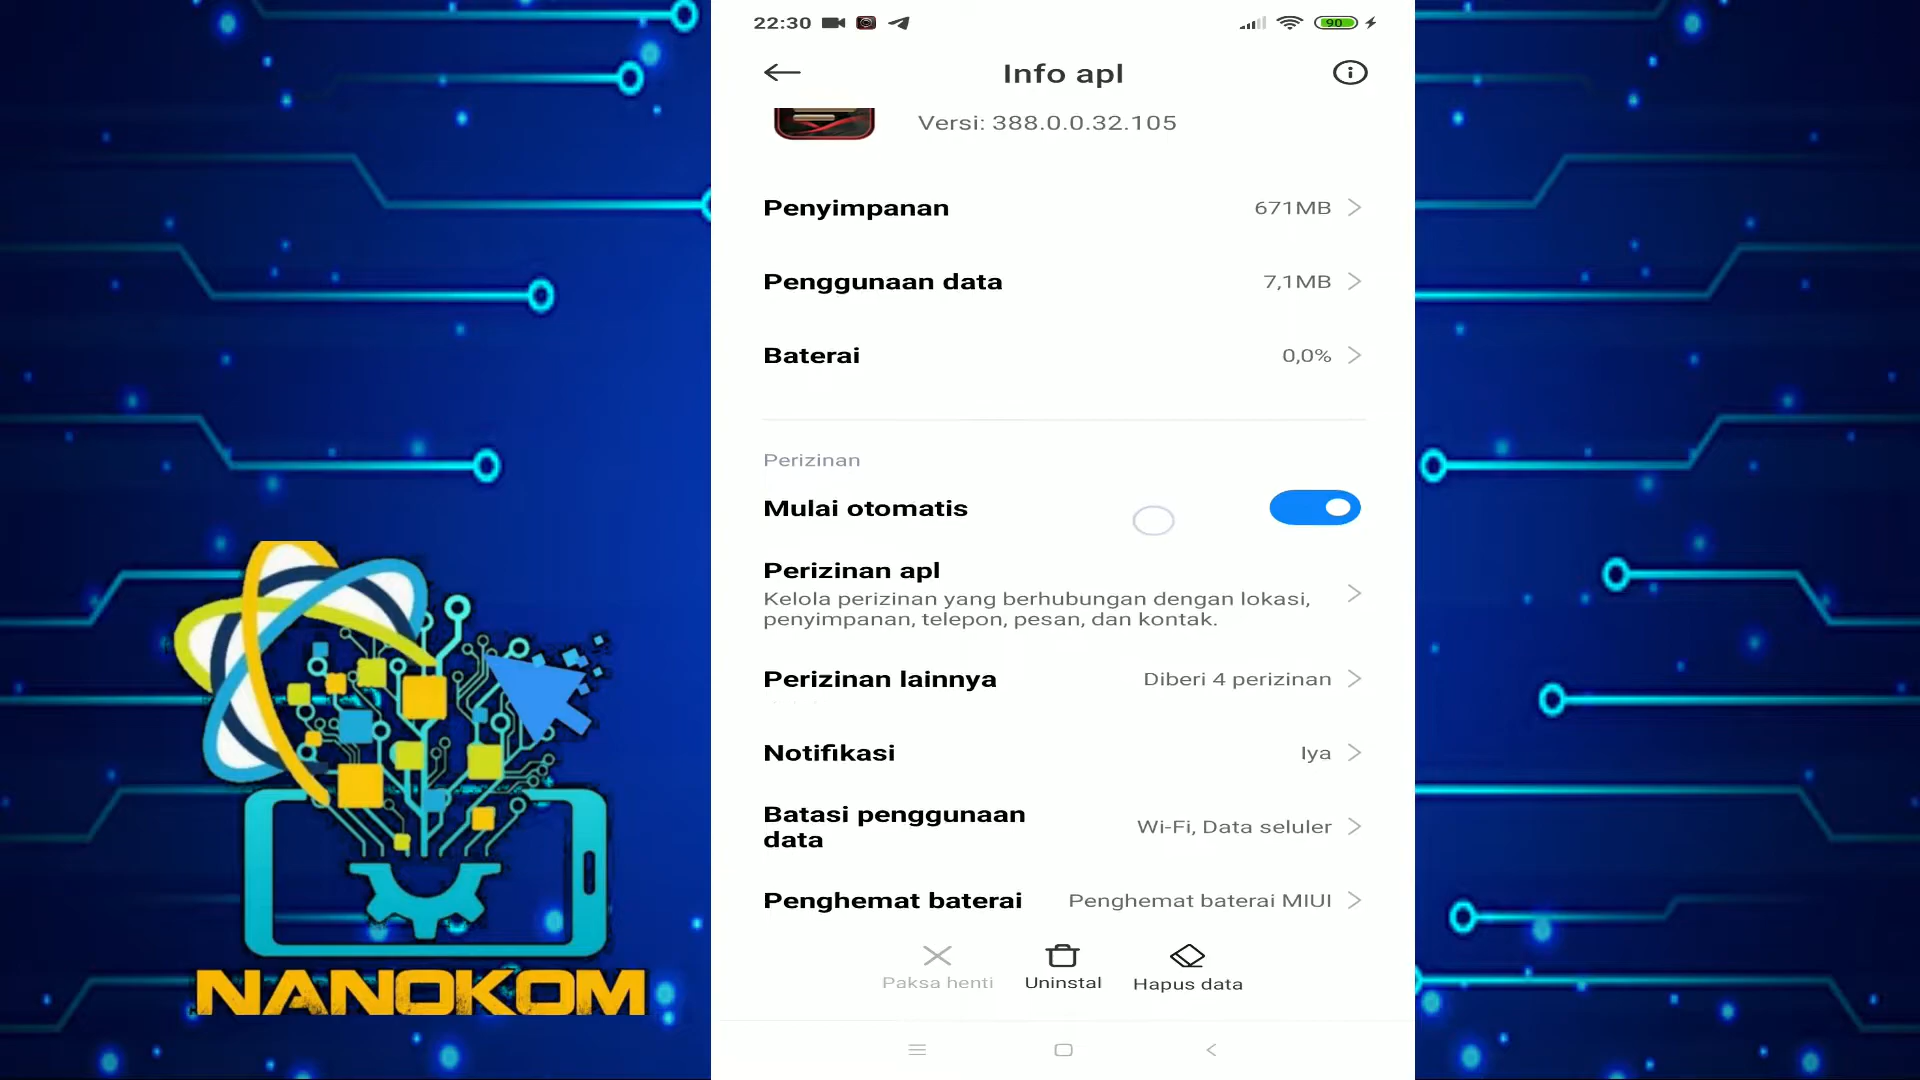 22:30
90
Info apl
Versi: 388.0.0.32.105
Penyimpanan 671MB
Penggunaan data 7,1MB
Baterai 0,0%
Perizinan
Mulai otomatis
Perizinan apl
Kelola perizinan yang berhubungan dengan lokasi,
penyimpanan, telepon, pesan, dan kontak.
Perizinan lainnya Diberi 4 perizinan
Notifikasi Iya
Batasi penggunaan
data
Wi-Fi, Data seluler
Penghemat baterai Penghemat baterai MIUI
Paksa henti Uninstal Hapus data
NANOKOM